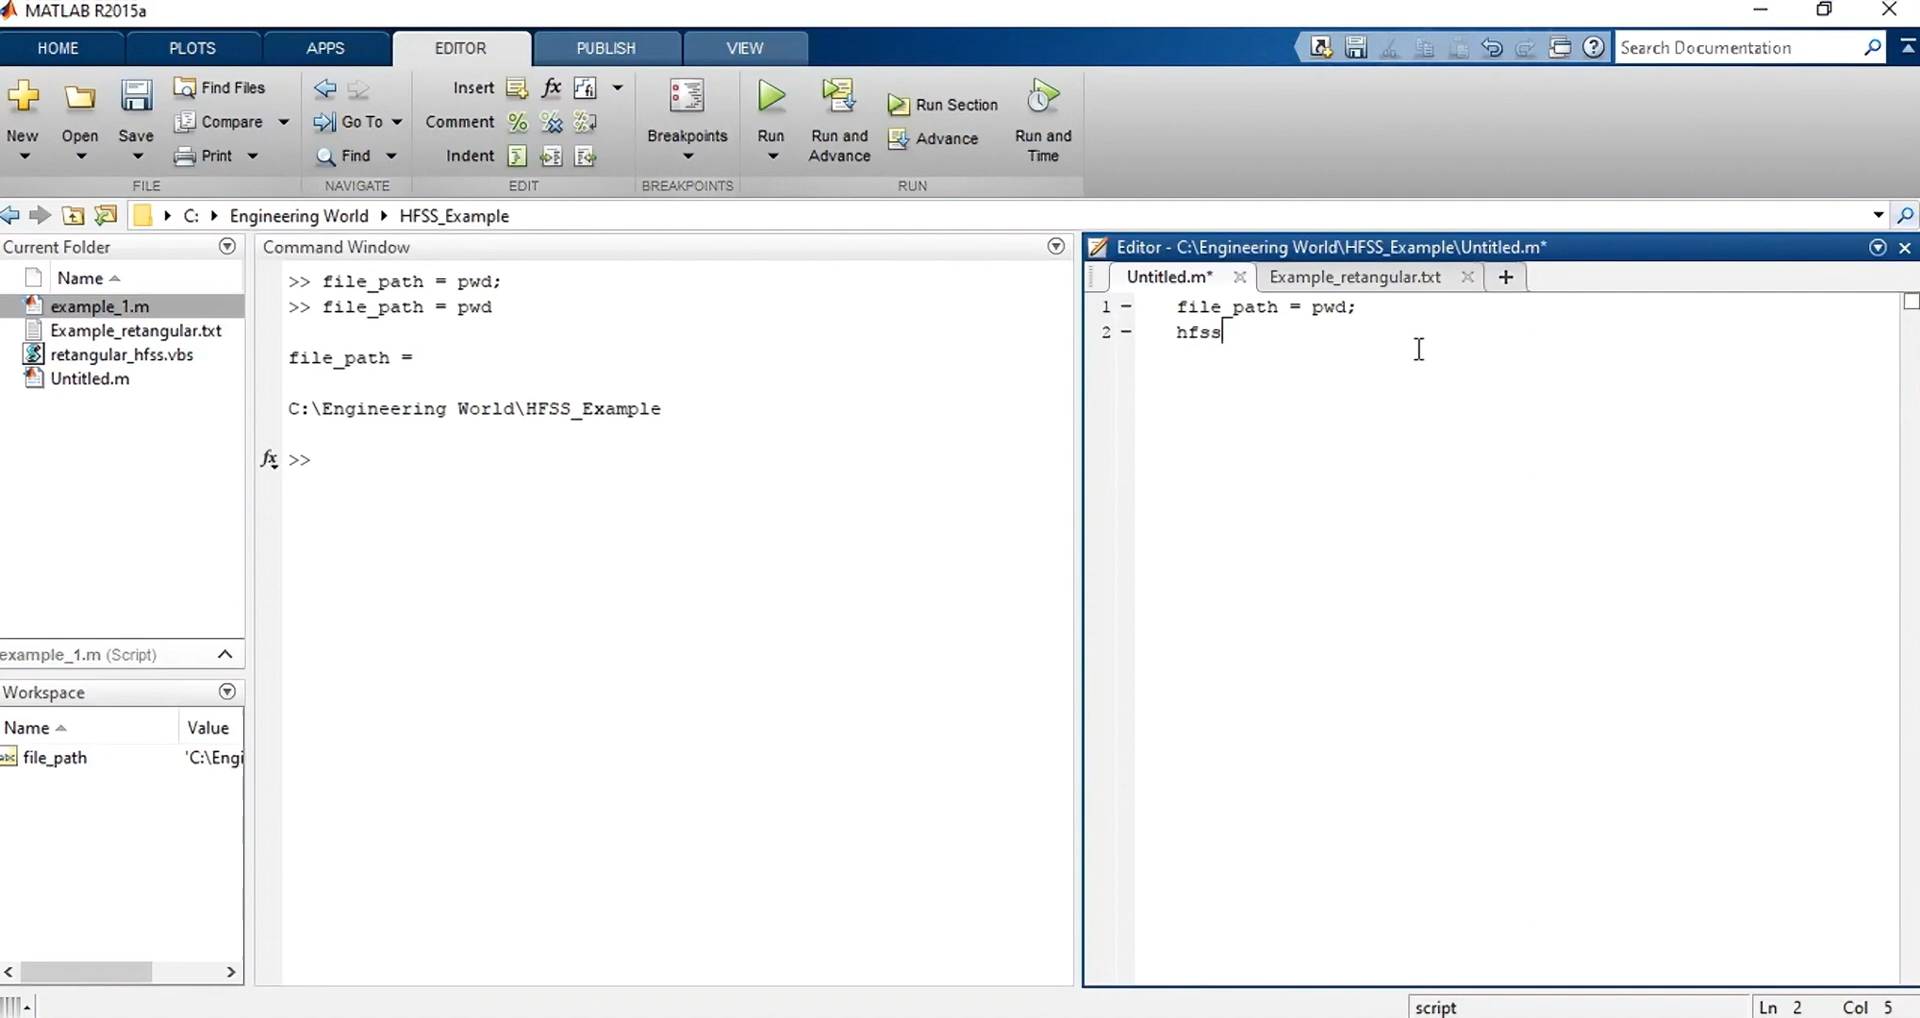 MATLAB R2015a
HOME PLOTS APPS EDITOR PUBLISH VIEW
Search Documentation
New
Open
Save
Find Files
Compare
Print
FILE
Go To
Find
NAVIGATE
Insert
Comment
Indent
EDIT
Breakpoints
BREAKPOINTS
Run
Run and
Advance
Run Section
Advance
Run and
Time
RUN
C: Engineering World HFSS_Example
Current Folder
Name
example_1.m
Example_retangular.txt
retangular_hfss.vbs
Untitled.m
example_1.m (Script)
Workspace
Name Value
file_path 'C:\Engi
Command Window
>> file_path = pwd;
>> file_path = pwd
file_path =
C:\Engineering World\HFSS_Example
fx >>
Editor - C:\Engineering World\HFSS_Example\Untitled.m*
Untitled.m* Example_retangular.txt
1 - file_path = pwd;
2 - hfss
script Ln 2 Col 5